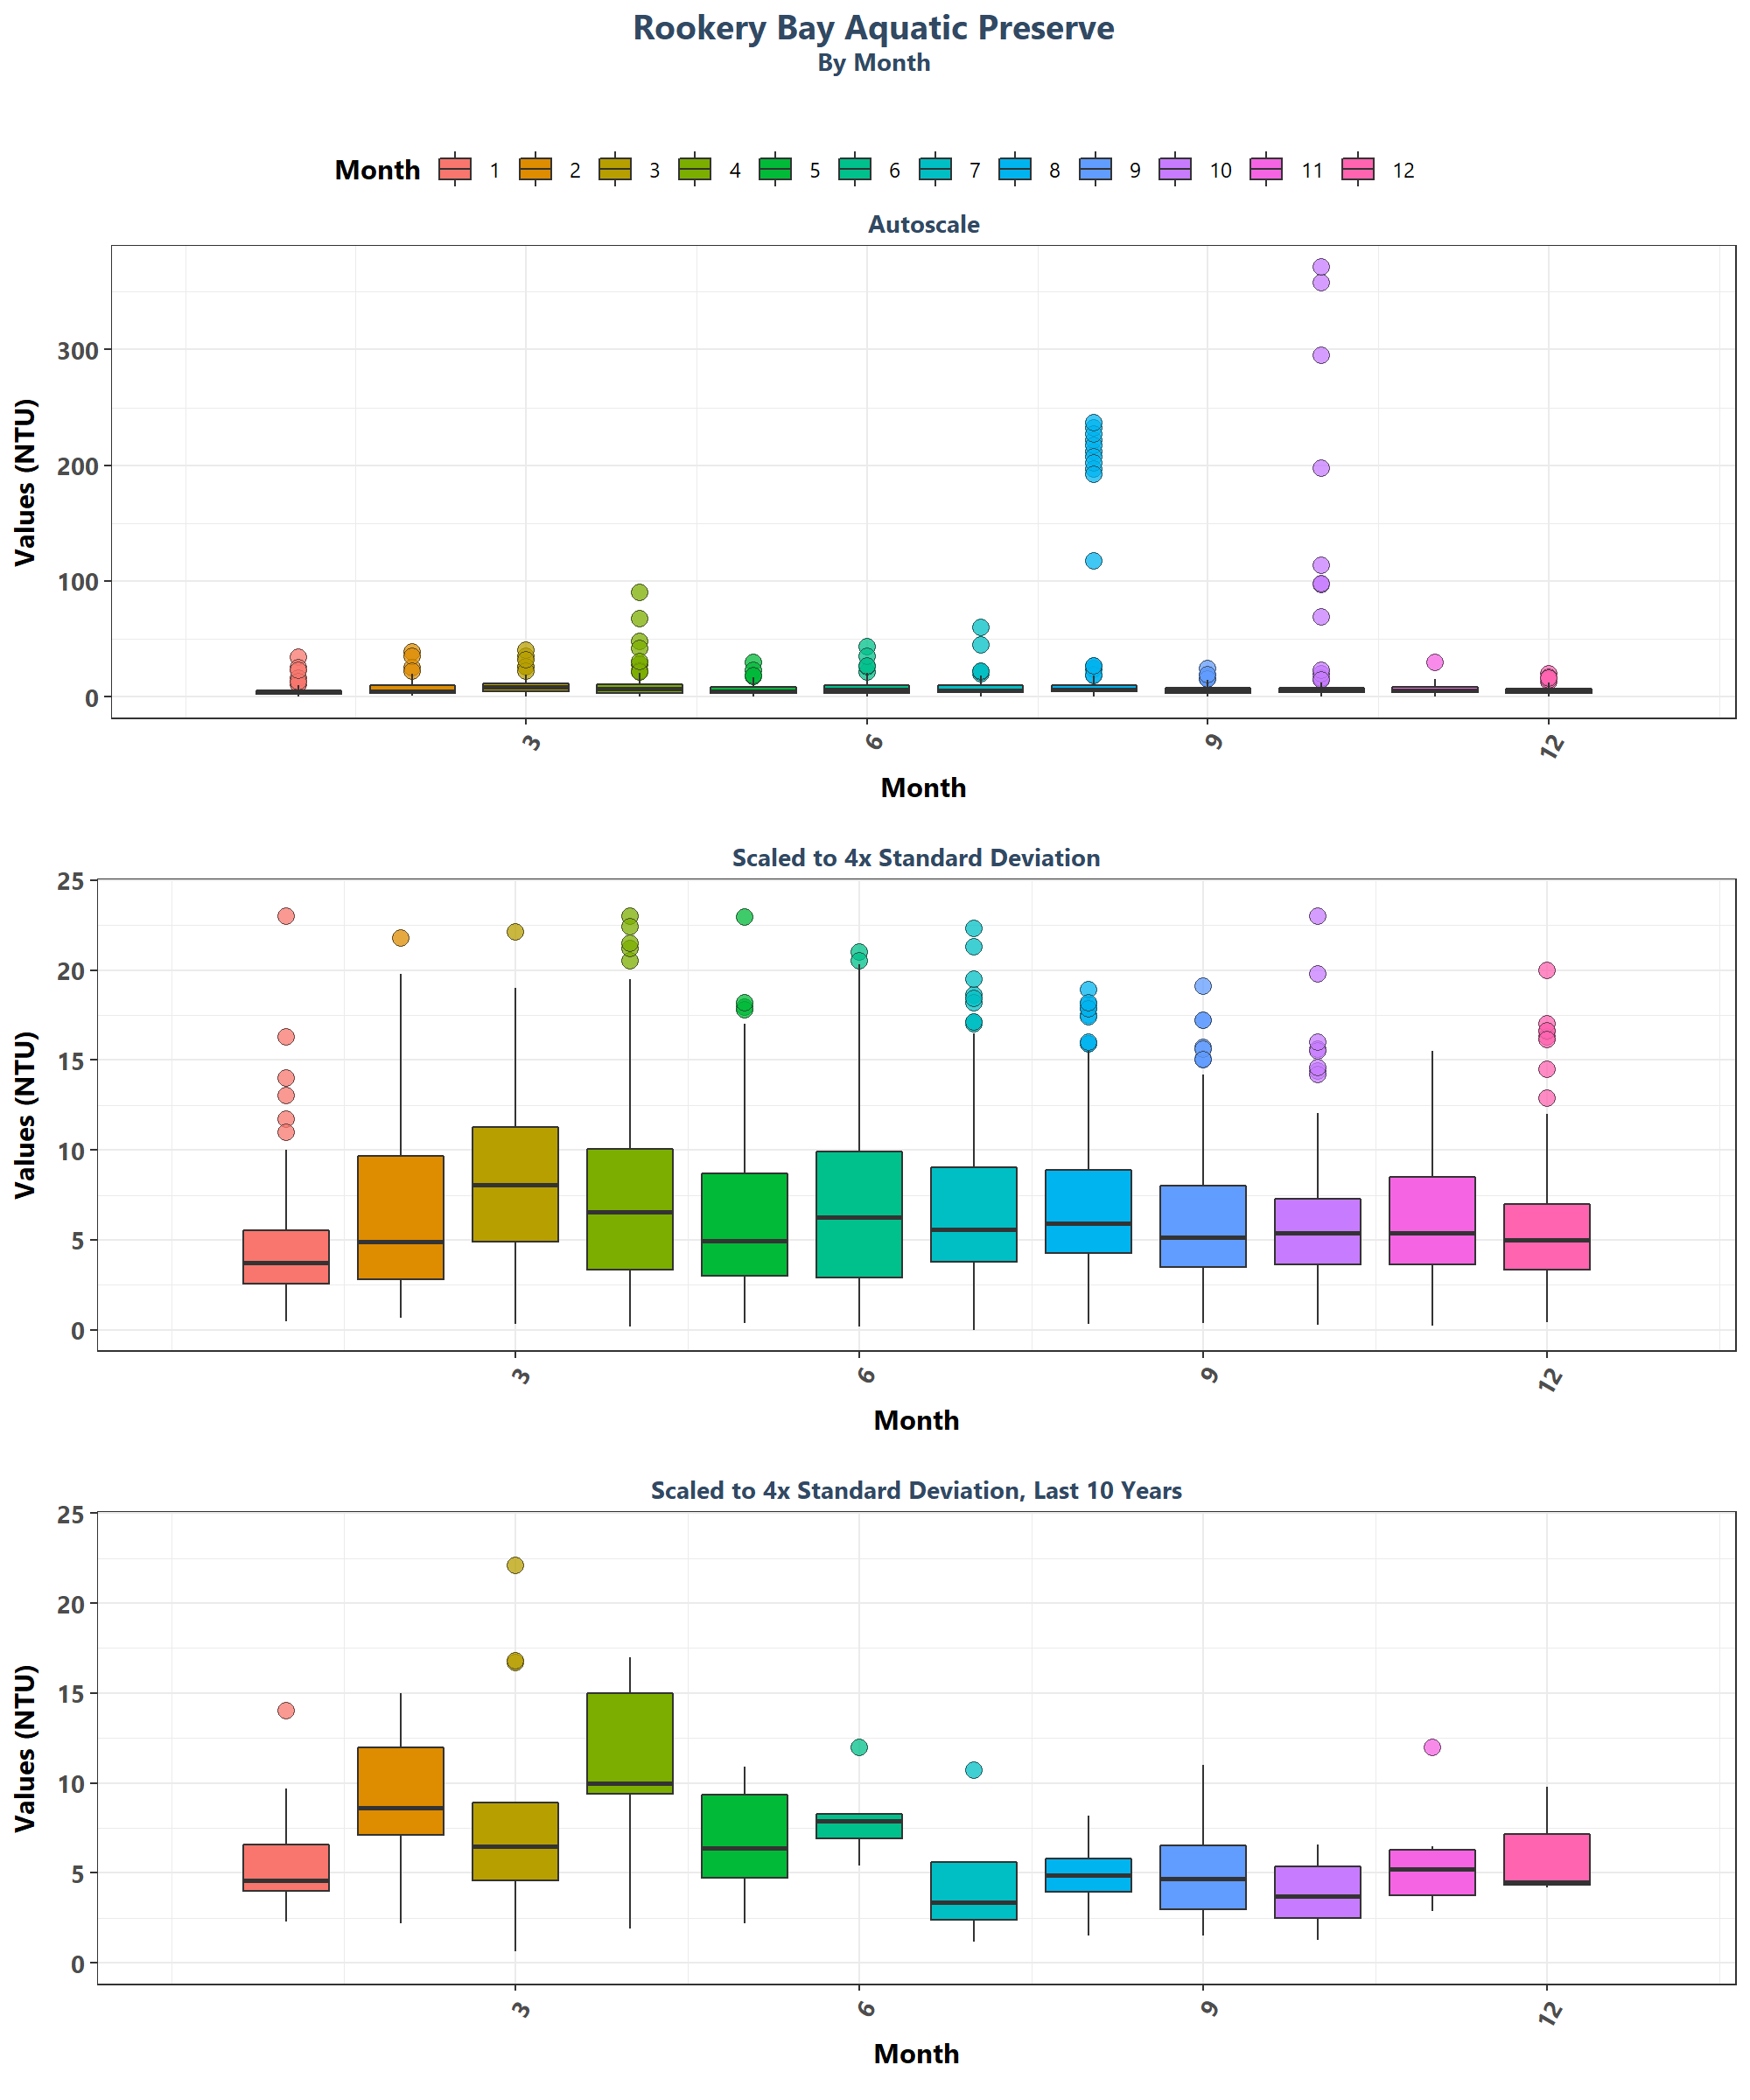 Rookery Bay Aquatic Preserve
By Month
Month 1 2 3 4 5 6 7 8 9 10 11 12
Autoscale
Values (NTU)
300
200
100
0
3 6 9 12
Month
Scaled to 4x Standard Deviation
Values (NTU)
25
20
15
10
5
0
3 6 9 12
Month
Scaled to 4x Standard Deviation, Last 10 Years
Values (NTU)
25
20
15
10
5
0
3 6 9 12
Month